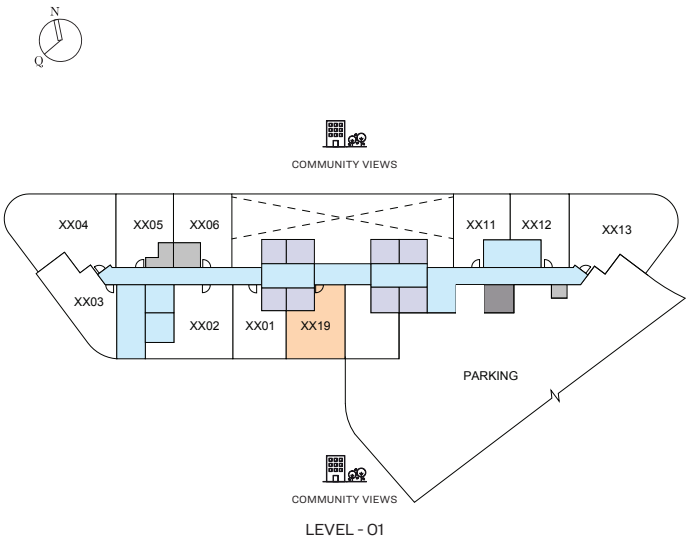 N
Q
COMMUNITY VIEWS
XX04
XX05
XX06
XX11
XX12
XX13
XX03
XX02
XX01
XX19
PARKING
COMMUNITY VIEWS
LEVEL - 01